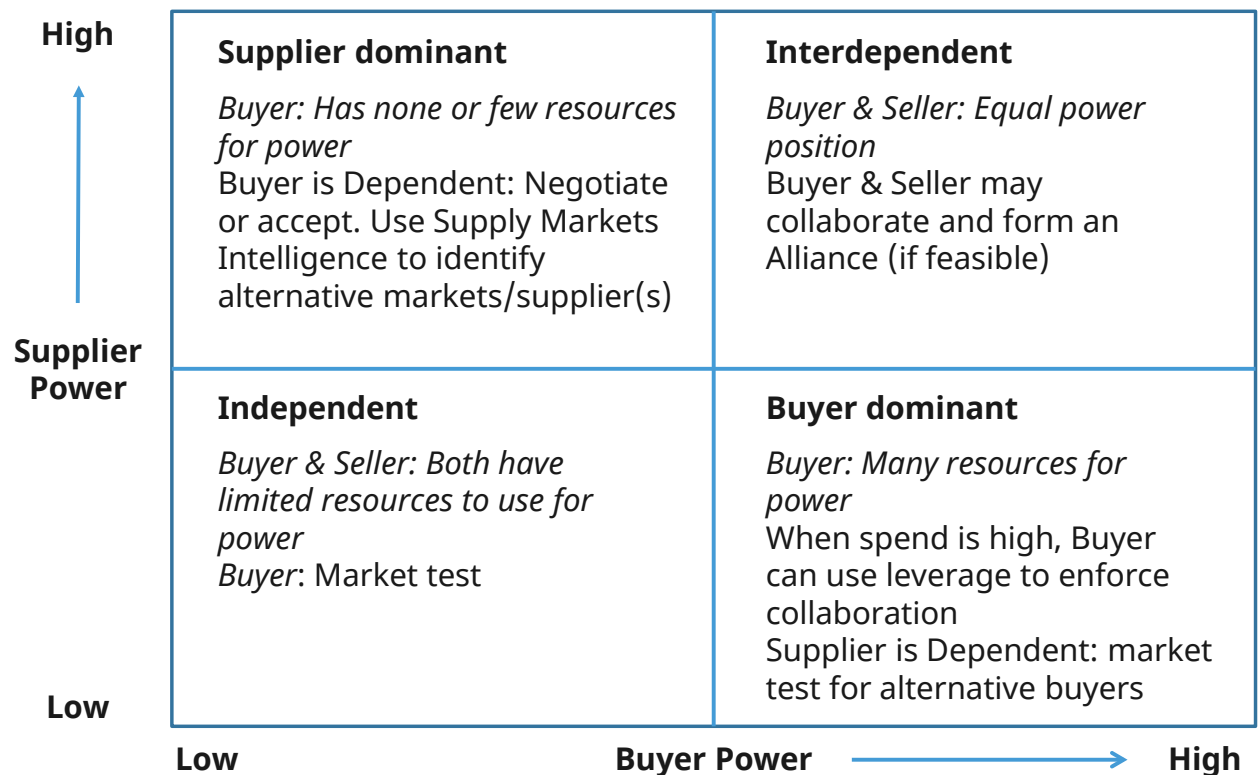 High
Supplier
Power
Low
Supplier dominant
Buyer: Has none or few resources
for power
Buyer is Dependent: Negotiate
or accept. Use Supply Markets
Intelligence to identify
alternative markets/supplier(s)
Interdependent
Buyer & Seller: Equal power
position
Buyer & Seller may
collaborate and form an
Alliance (if feasible)
Independent
Buyer & Seller: Both have
limited resources to use for
power
Buyer: Market test
Buyer dominant
Buyer: Many resources for
power
When spend is high, Buyer
can use leverage to enforce
collaboration
Supplier is Dependent: market
test for alternative buyers
Low
Buyer Power
High